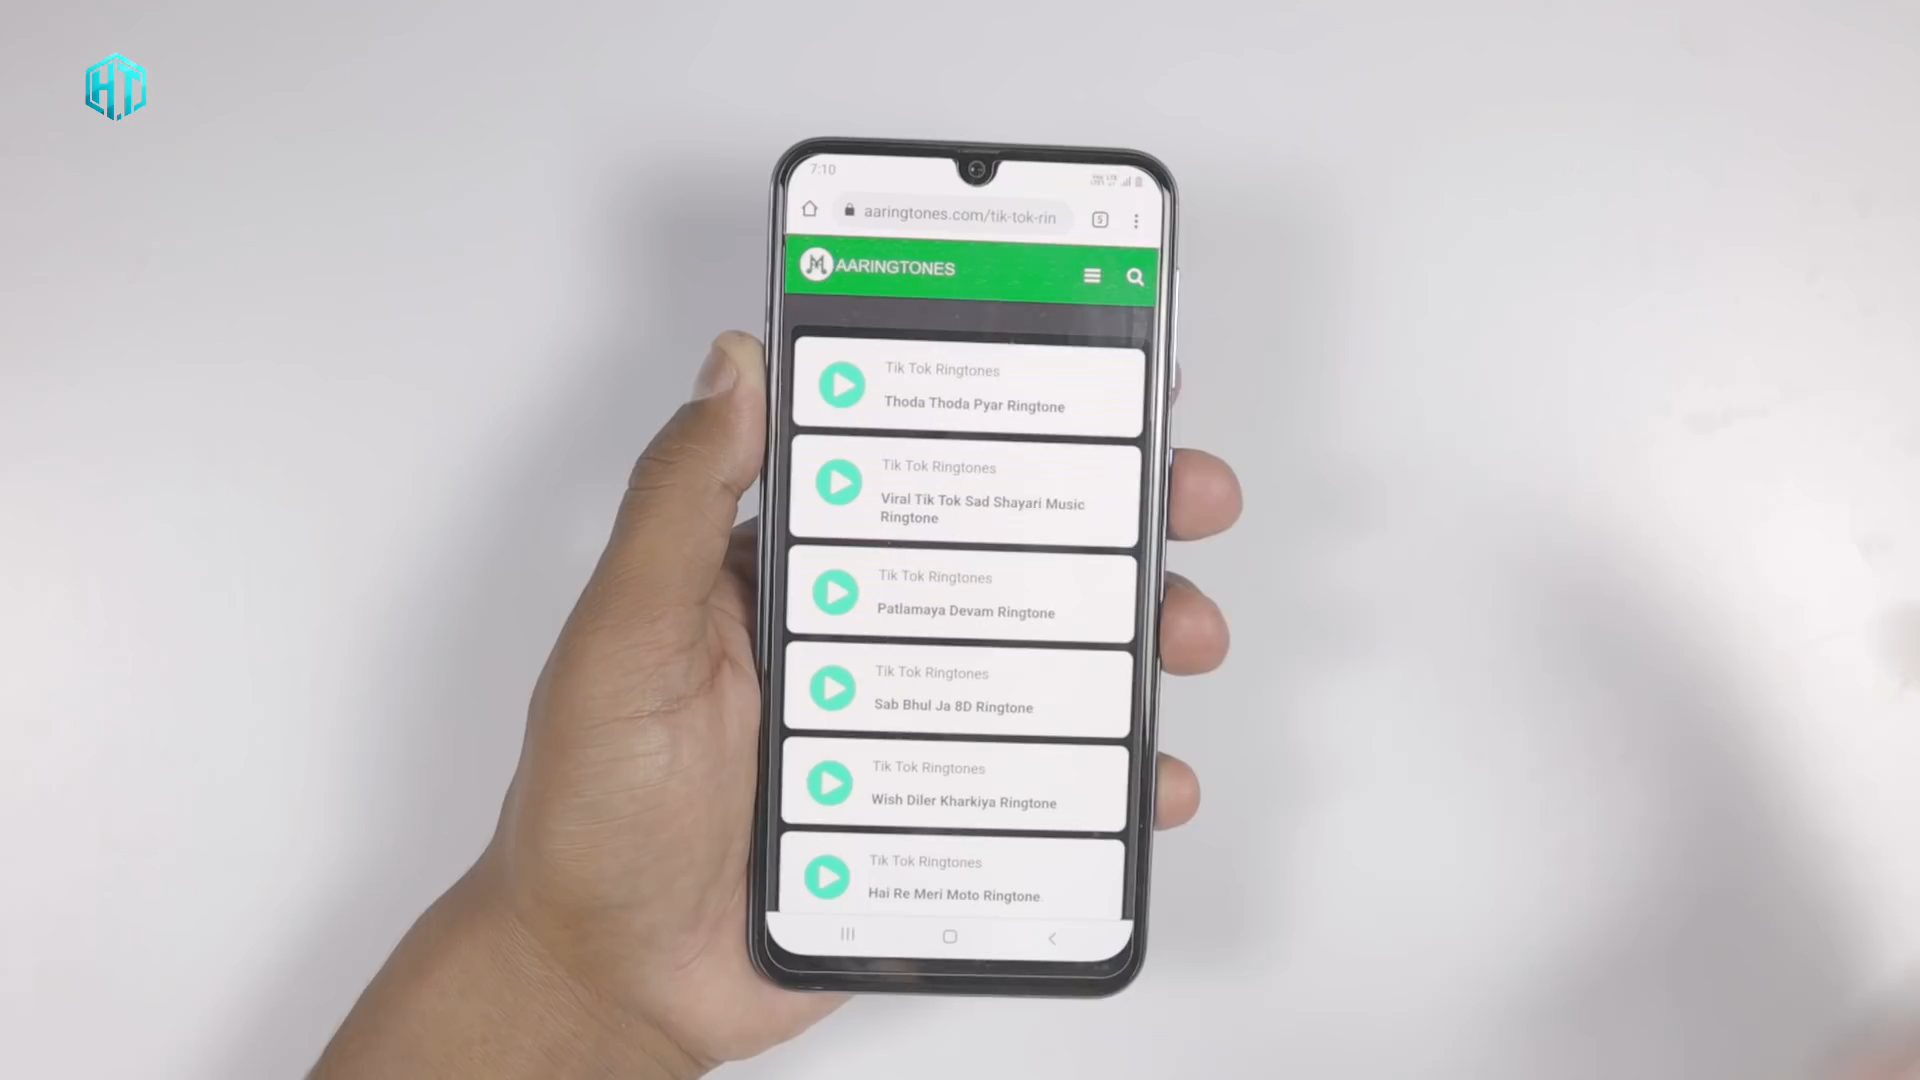 HT
7:10
aaringtones.com/tik-tok-rin
5
AARINGTONES
Tik Tok Ringtones
Thoda Thoda Pyar Ringtone
Tik Tok Ringtones
Viral Tik Tok Sad Shayari Music
Ringtone
Tik Tok Ringtones
Patlamaya Devam Ringtone
Tik Tok Ringtones
Sab Bhul Ja 8D Ringtone
Tik Tok Ringtones
Wish Diler Kharkiya Ringtone
Tik Tok Ringtones
Hai Re Meri Moto Ringtone